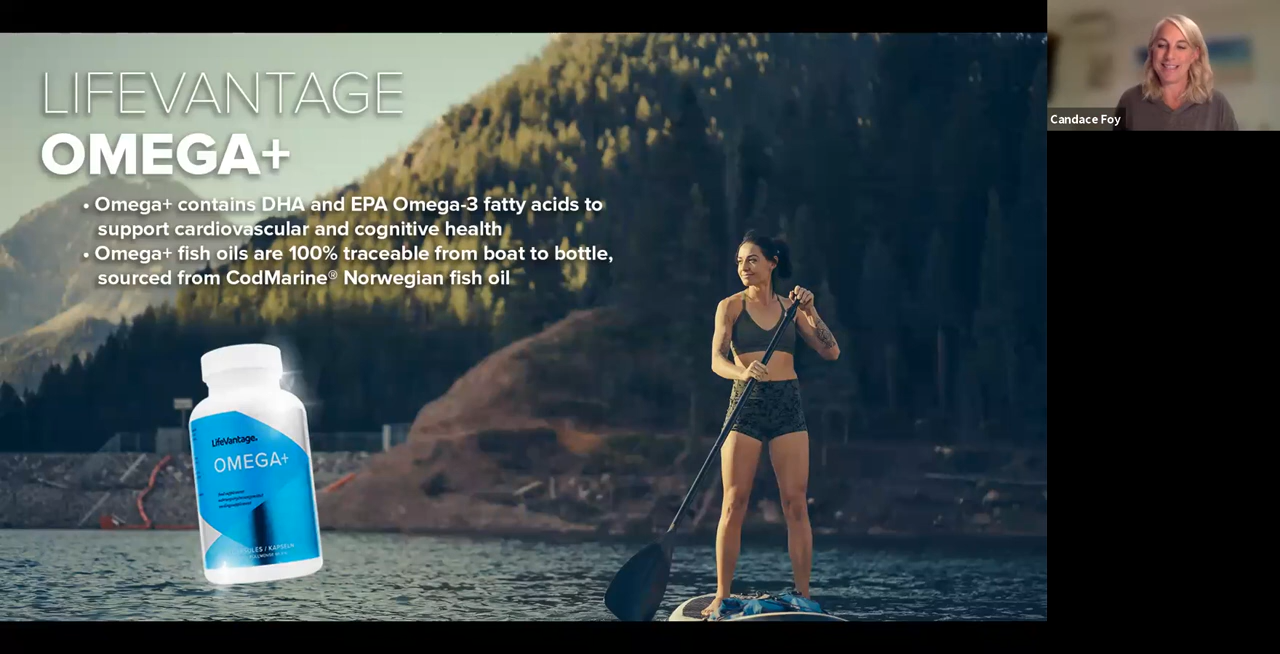 LIFEVANTAGE
OMEGA+
• Omega+ contains DHA and EPA Omega-3 fatty acids to
support cardiovascular and cognitive health
• Omega+ fish oils are 100% traceable from boat to bottle,
sourced from CodMarine® Norwegian fish oil
LifeVantage.
OMEGA+
KAPSELN
Candace Foy